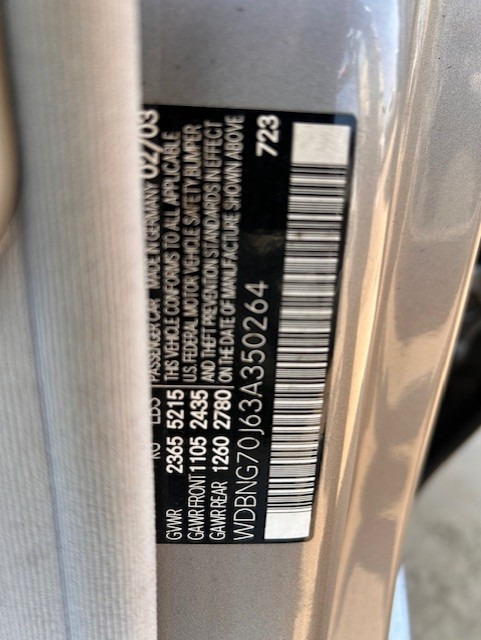 PASSENGER CAR MADE IN GERMANY 02/03
THIS VEHICLE CONFORMS TO ALL APPLICABLE
U.S. FEDERAL MOTOR VEHICLE SAFETY BUMPER
AND THEFT PREVENTION STANDARDS IN EFFECT
ON THE DATE OF MANUFACTURE SHOWN ABOVE
KG LBS
GVWR 2365 5215
GAWR FRONT 1105 2435
GAWR REAR 1260 2780
WDBNG70J63A350264 723